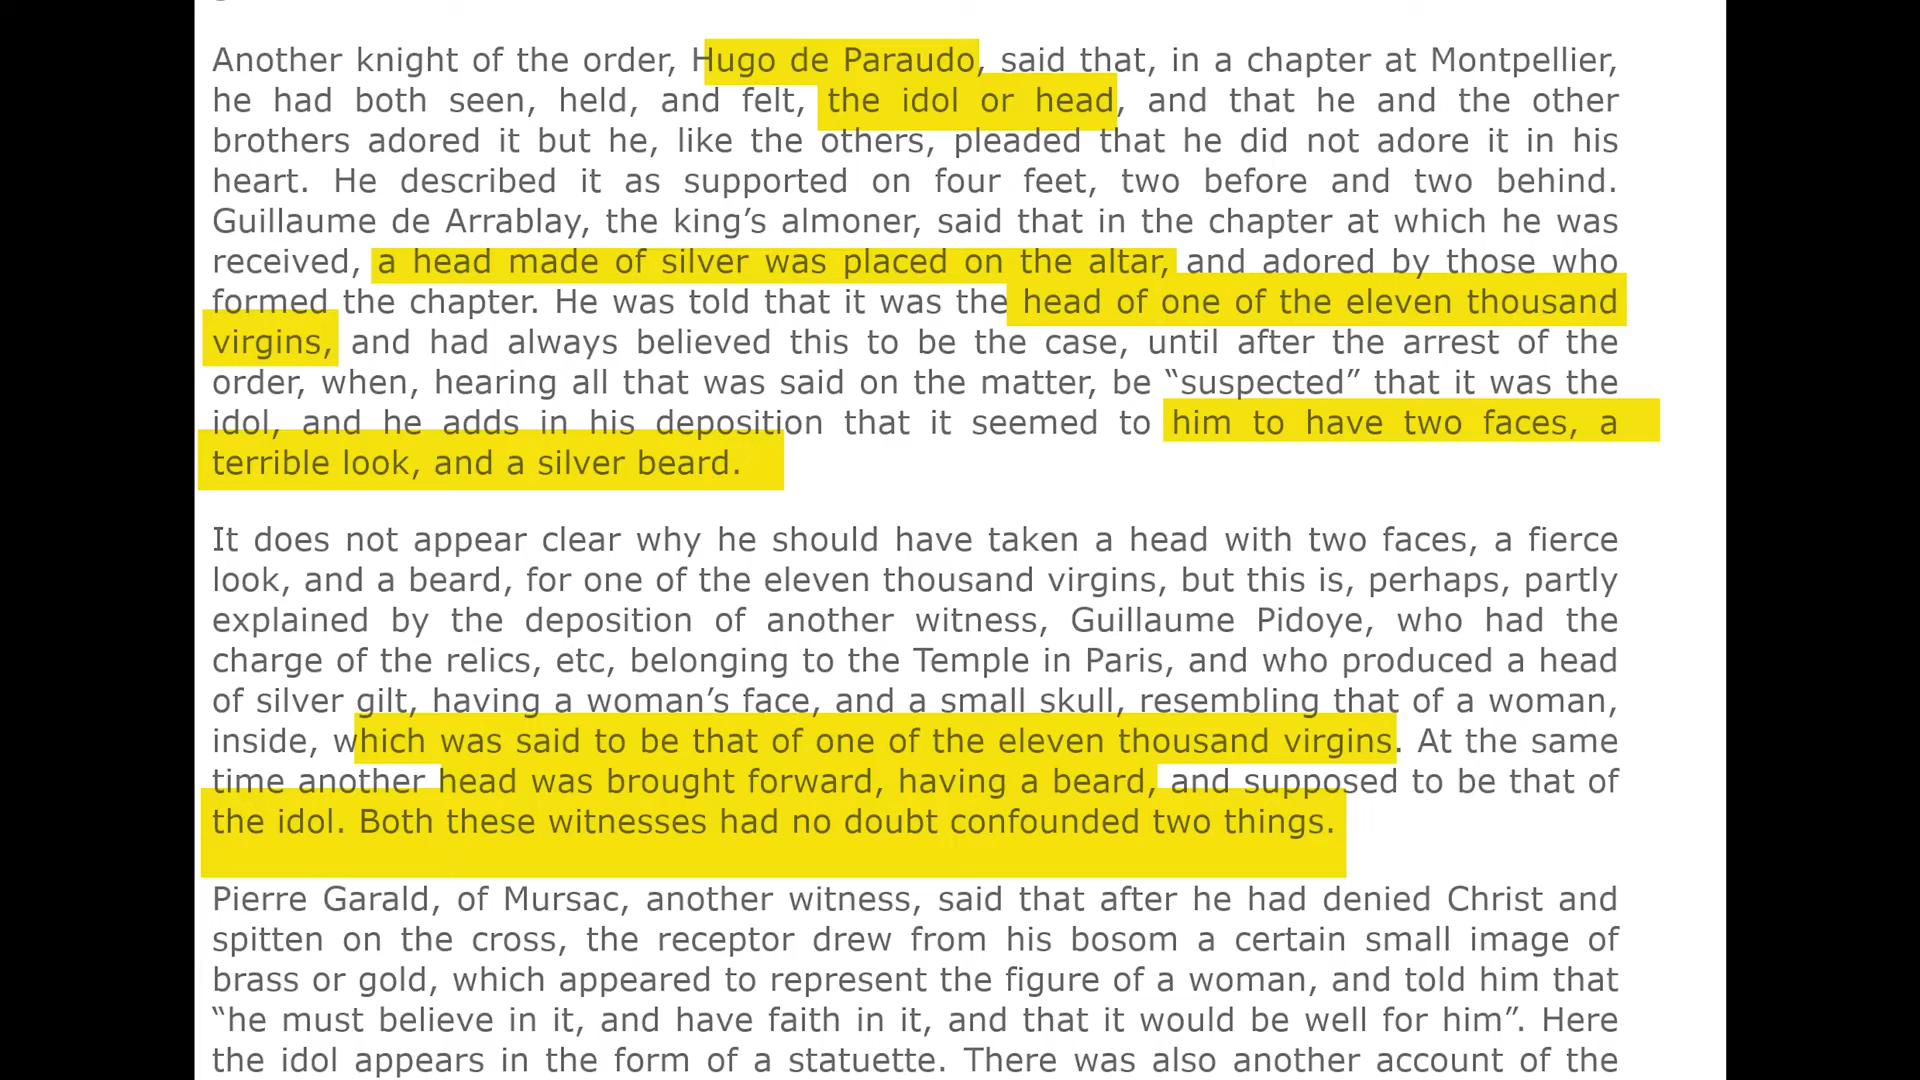 Another knight of the order, Hugo de Paraudo, said that, in a chapter at Montpellier,
he had both seen, held, and felt, the idol or head, and that he and the other
brothers adored it but he, like the others, pleaded that he did not adore it in his
heart. He described it as supported on four feet, two before and two behind.
Guillaume de Arrablay, the king’s almoner, said that in the chapter at which he was
received, a head made of silver was placed on the altar, and adored by those who
formed the chapter. He was told that it was the head of one of the eleven thousand
virgins, and had always believed this to be the case, until after the arrest of the
order, when, hearing all that was said on the matter, be “suspected” that it was the
idol, and he adds in his deposition that it seemed to him to have two faces, a
terrible look, and a silver beard.
It does not appear clear why he should have taken a head with two faces, a fierce
look, and a beard, for one of the eleven thousand virgins, but this is, perhaps, partly
explained by the deposition of another witness, Guillaume Pidoye, who had the
charge of the relics, etc, belonging to the Temple in Paris, and who produced a head
of silver gilt, having a woman’s face, and a small skull, resembling that of a woman,
inside, which was said to be that of one of the eleven thousand virgins. At the same
time another head was brought forward, having a beard, and supposed to be that of
the idol. Both these witnesses had no doubt confounded two things.
Pierre Garald, of Mursac, another witness, said that after he had denied Christ and
spitten on the cross, the receptor drew from his bosom a certain small image of
brass or gold, which appeared to represent the figure of a woman, and told him that
“he must believe in it, and have faith in it, and that it would be well for him”. Here
the idol appears in the form of a statuette. There was also another account of the